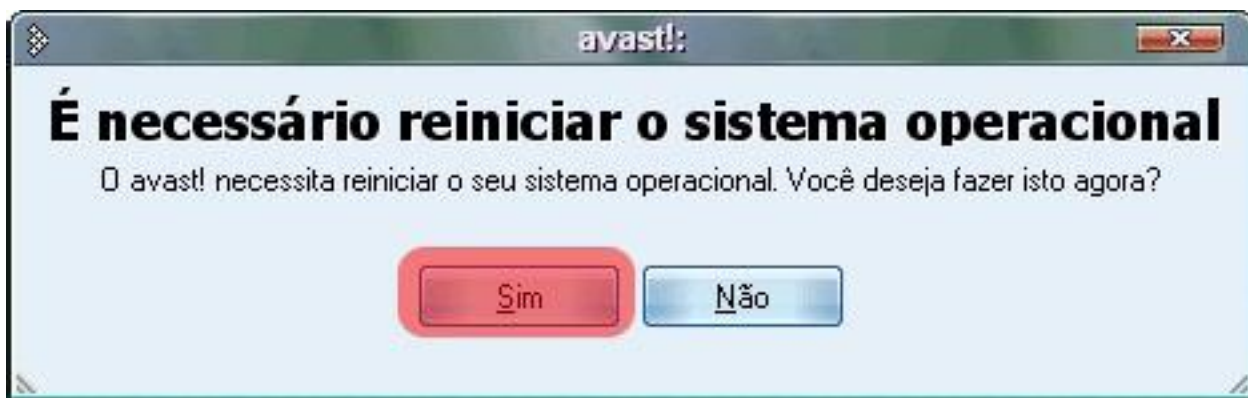 avast!:
É necessário reiniciar o sistema operacional
O avast! necessita reiniciar o seu sistema operacional. Você deseja fazer isto agora?
Sim Não